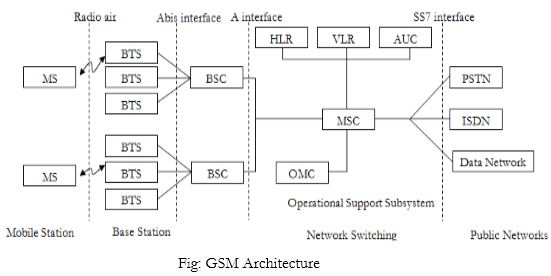 Radio air Abis interface A interface SS7 interface
HLR VLR AUC
BTS
MS BTS BSC PSTN
BTS
MSC ISDN
BTS
MS BTS BSC OMC Data Network
BTS
Operational Support Subsystem
Mobile Station Base Station Network Switching Public Networks
Fig: GSM Architecture